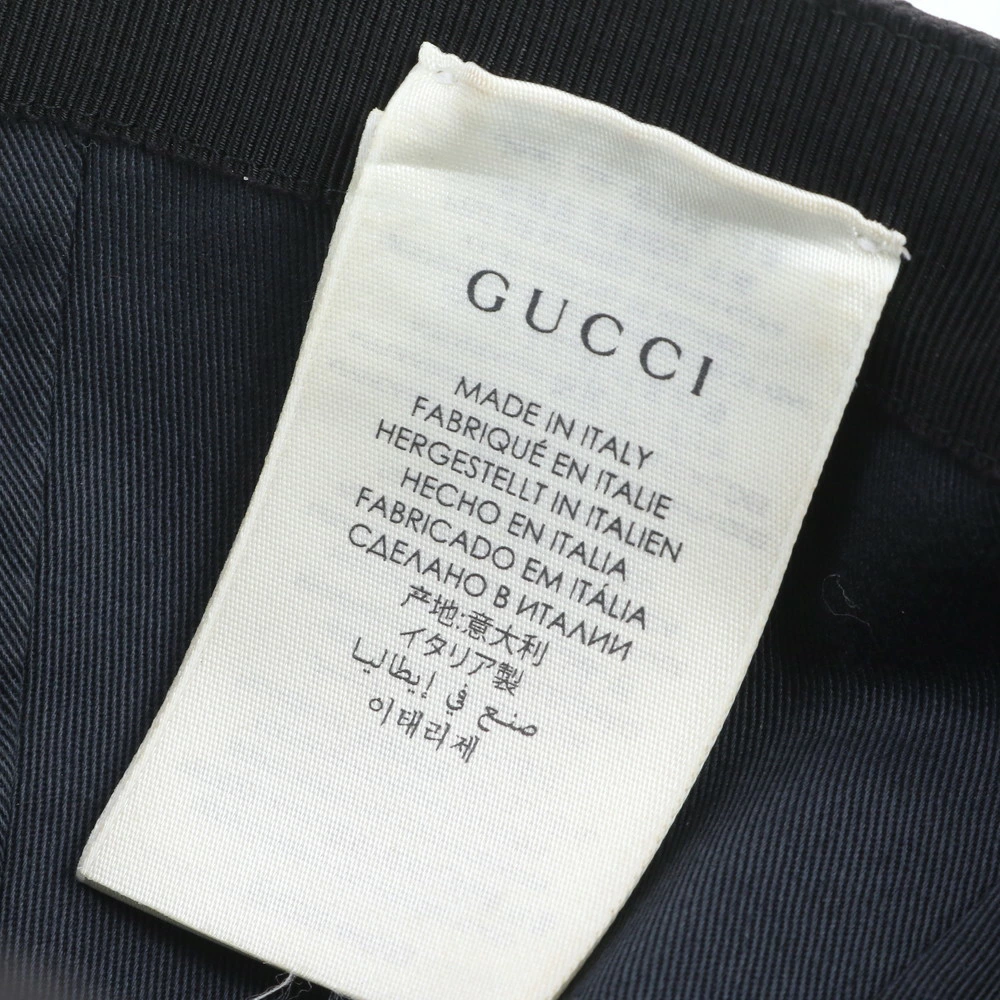 GUCCI
MADE IN ITALY
FABRIQUÉ EN ITALIE
HERGESTELLT IN ITALIEN
HECHO EN ITALIA
FABRICADO EM ITÁLIA
СДЕЛАНО В ИТАЛИИ
产地:意大利
イタリア製
صنع في إيطاليا
이태리제